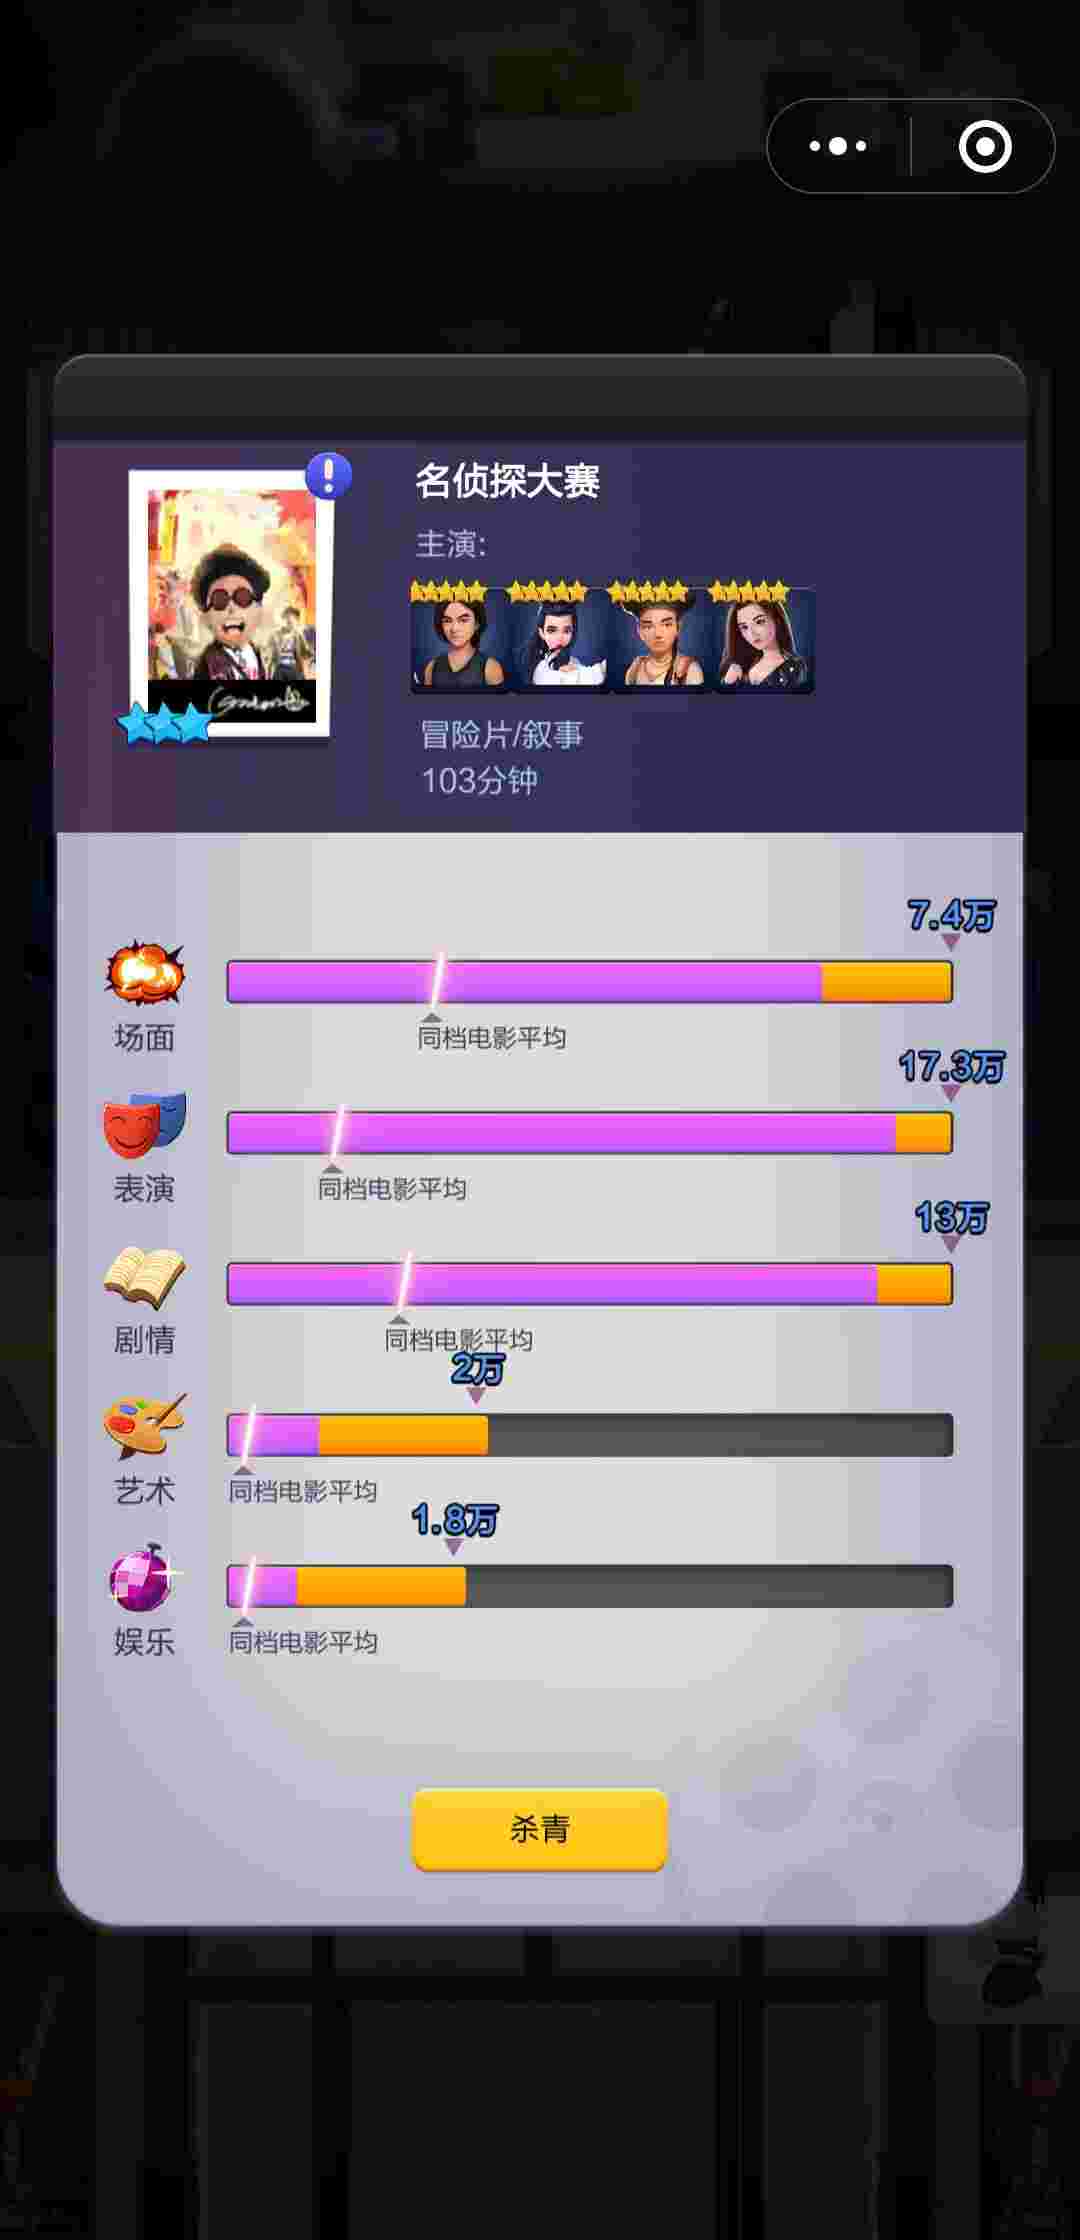 名侦探大赛
主演:
冒险片/叙事
103分钟
7.4万
场面
同档电影平均
17.3万
表演
同档电影平均
13万
剧情
同档电影平均
2万
艺术
同档电影平均
1.8万
娱乐
同档电影平均
杀青